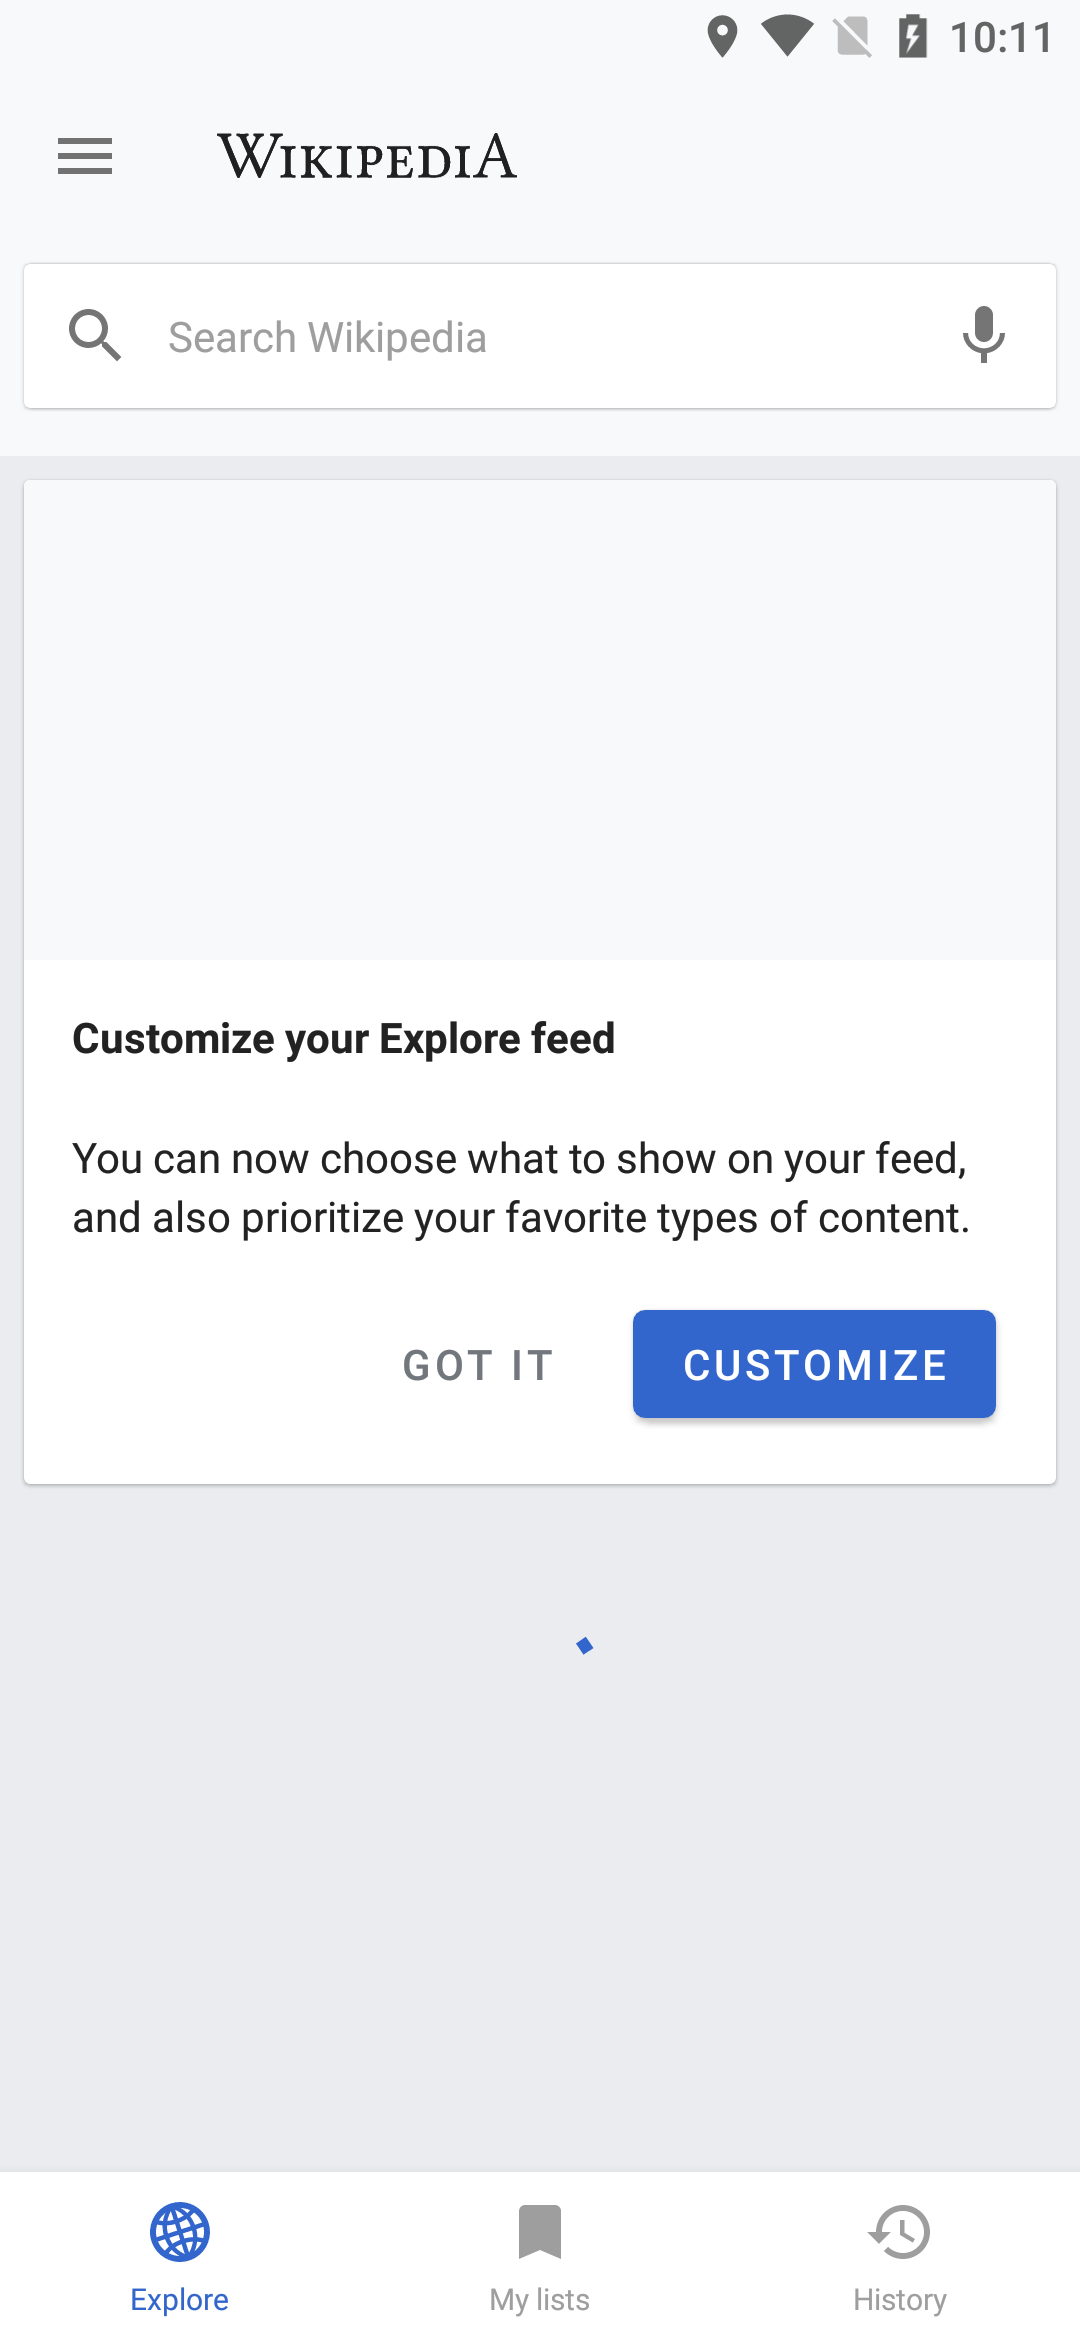 10:11
WIKIPEDIA
Search Wikipedia
Customize your Explore feed
You can now choose what to show on your feed,
and also prioritize your favorite types of content.
GOT IT
CUSTOMIZE
Explore
My lists
History